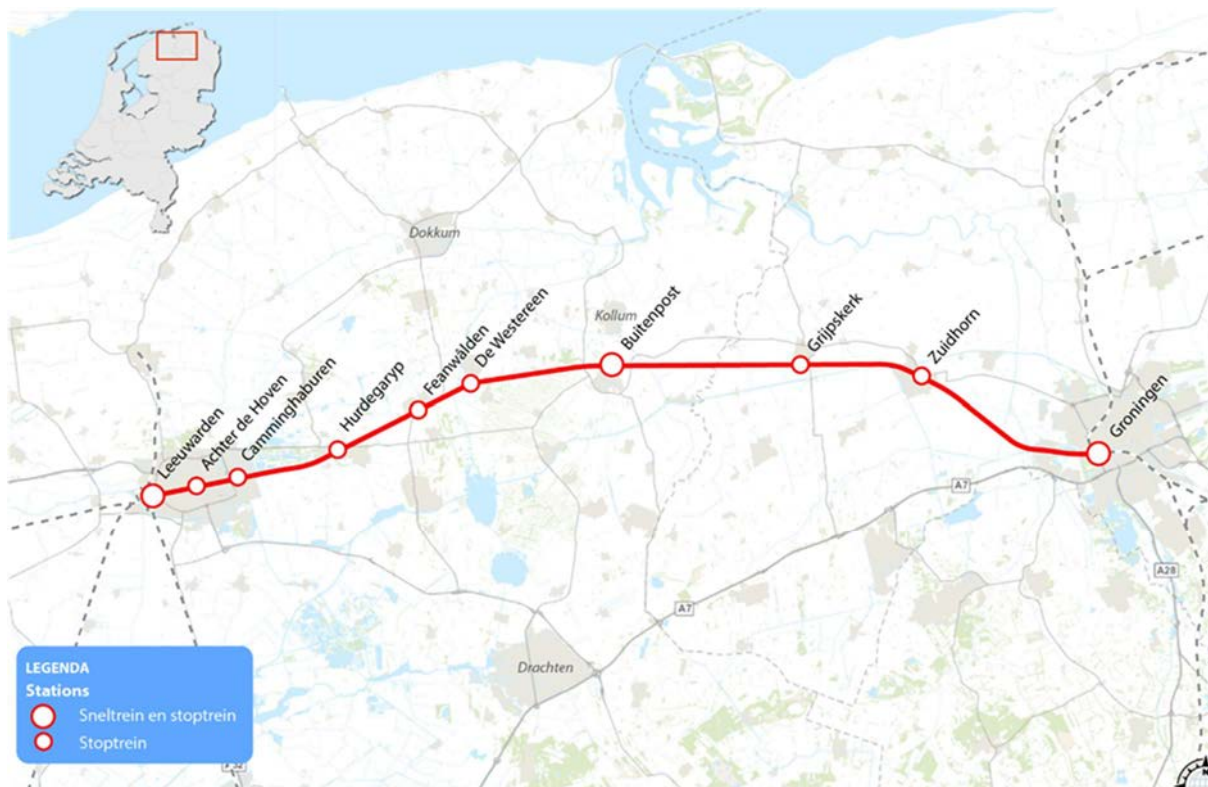 Dokkum
Kollum
Leeuwarden
Achter de Hoven
Camminghaburen
Hurdegaryp
Feanwâlden
De Westereen
Buitenpost
Grijpskerk
Zuidhorn
Groningen
A7
A7
A28
Drachten
LEGENDA
Stations
Sneltrein en stoptrein
Stoptrein
N